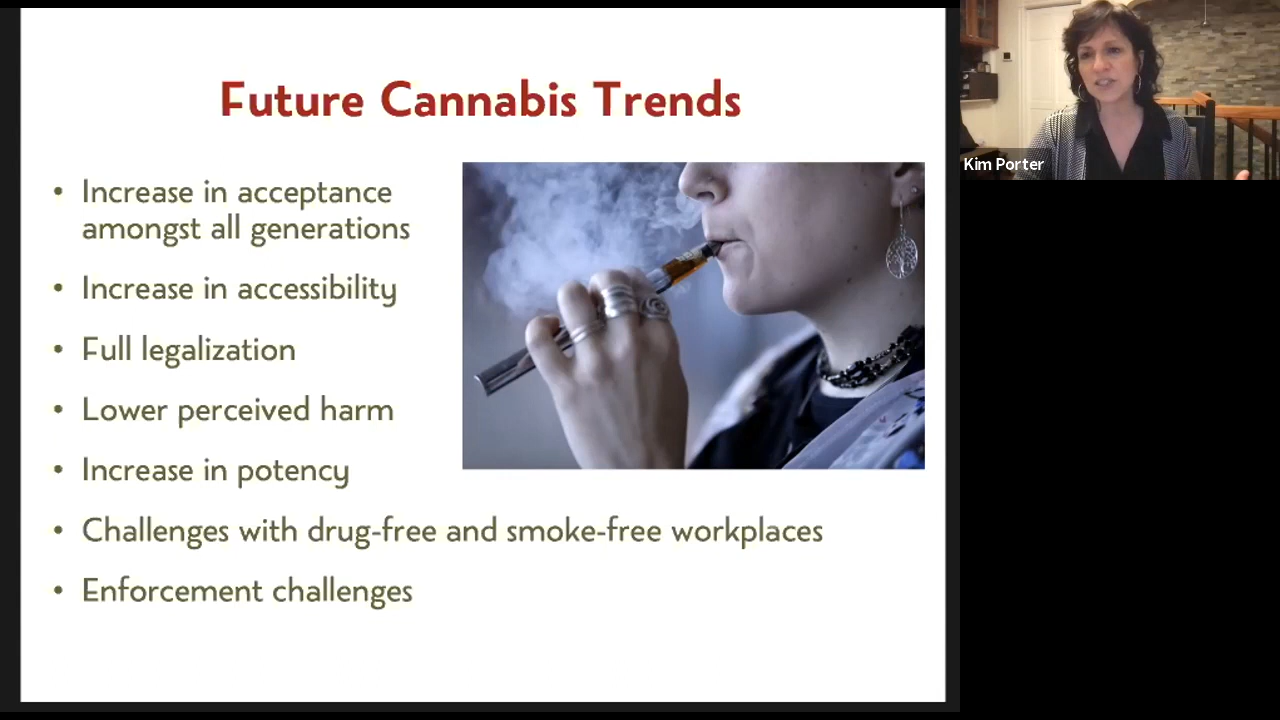 Future Cannabis Trends
• Increase in acceptance
amongst all generations
• Increase in accessibility
• Full legalization
• Lower perceived harm
• Increase in potency
• Challenges with drug-free and smoke-free workplaces
• Enforcement challenges
Kim Porter